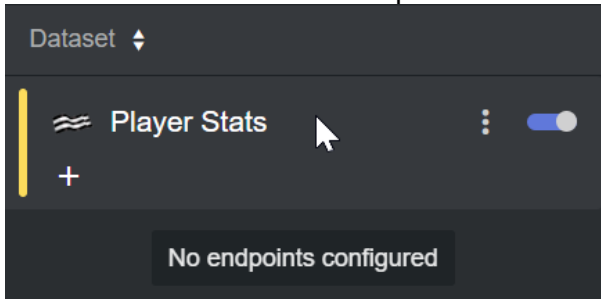 Dataset
Player Stats
+
No endpoints configured